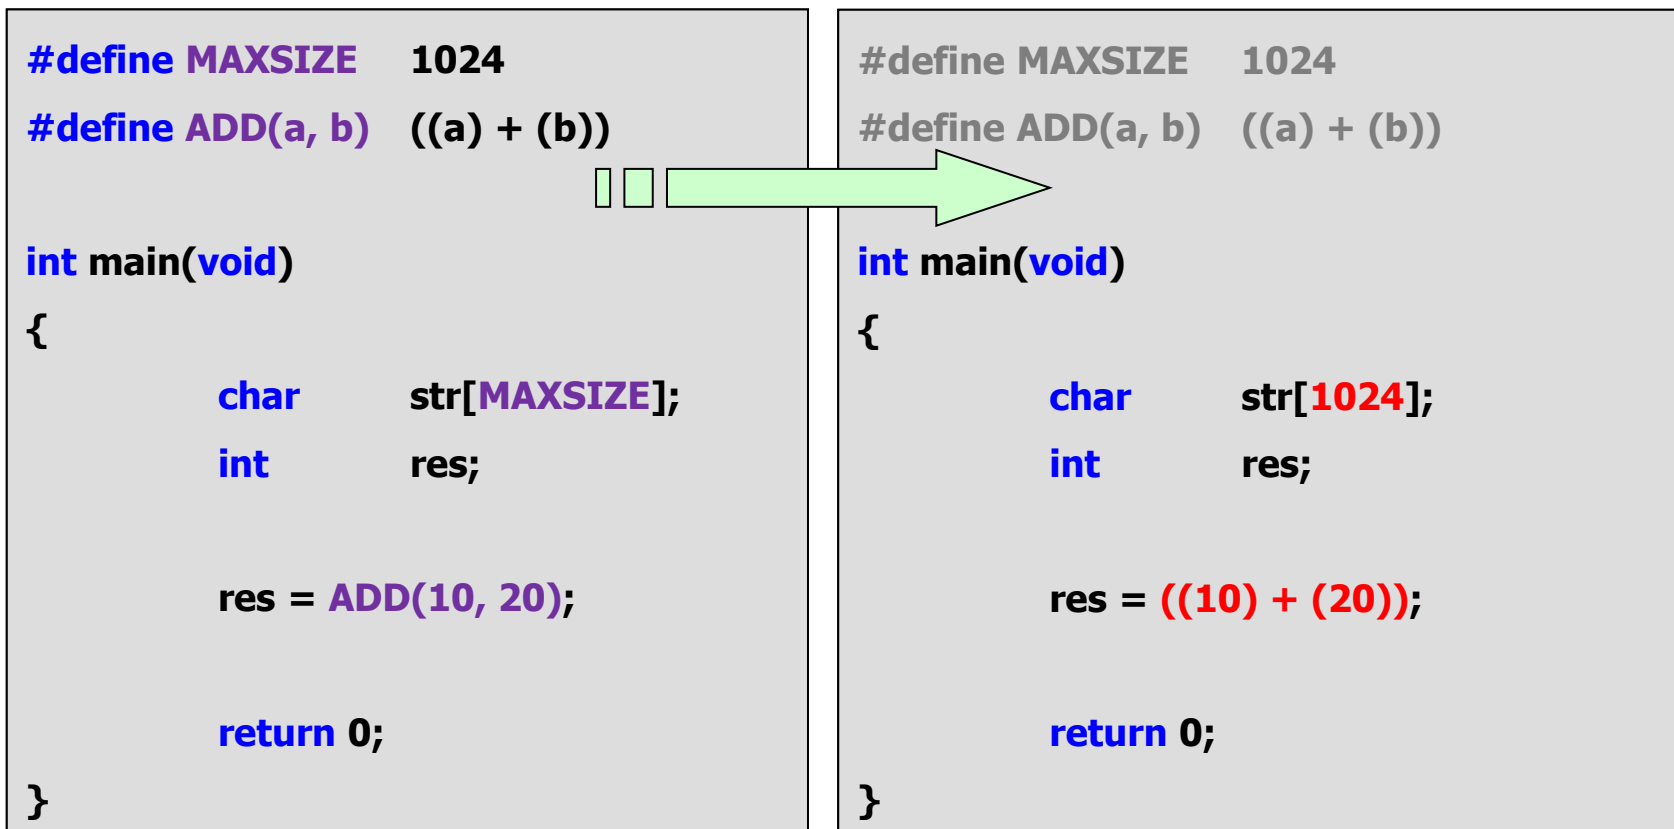 #define MAXSIZE 1024
#define ADD(a, b) ((a) + (b))
int main(void)
{
char str[MAXSIZE];
int res;
res = ADD(10, 20);
return 0;
}
#define MAXSIZE 1024
#define ADD(a, b) ((a) + (b))
int main(void)
{
char str[1024];
int res;
res = ((10) + (20));
return 0;
}